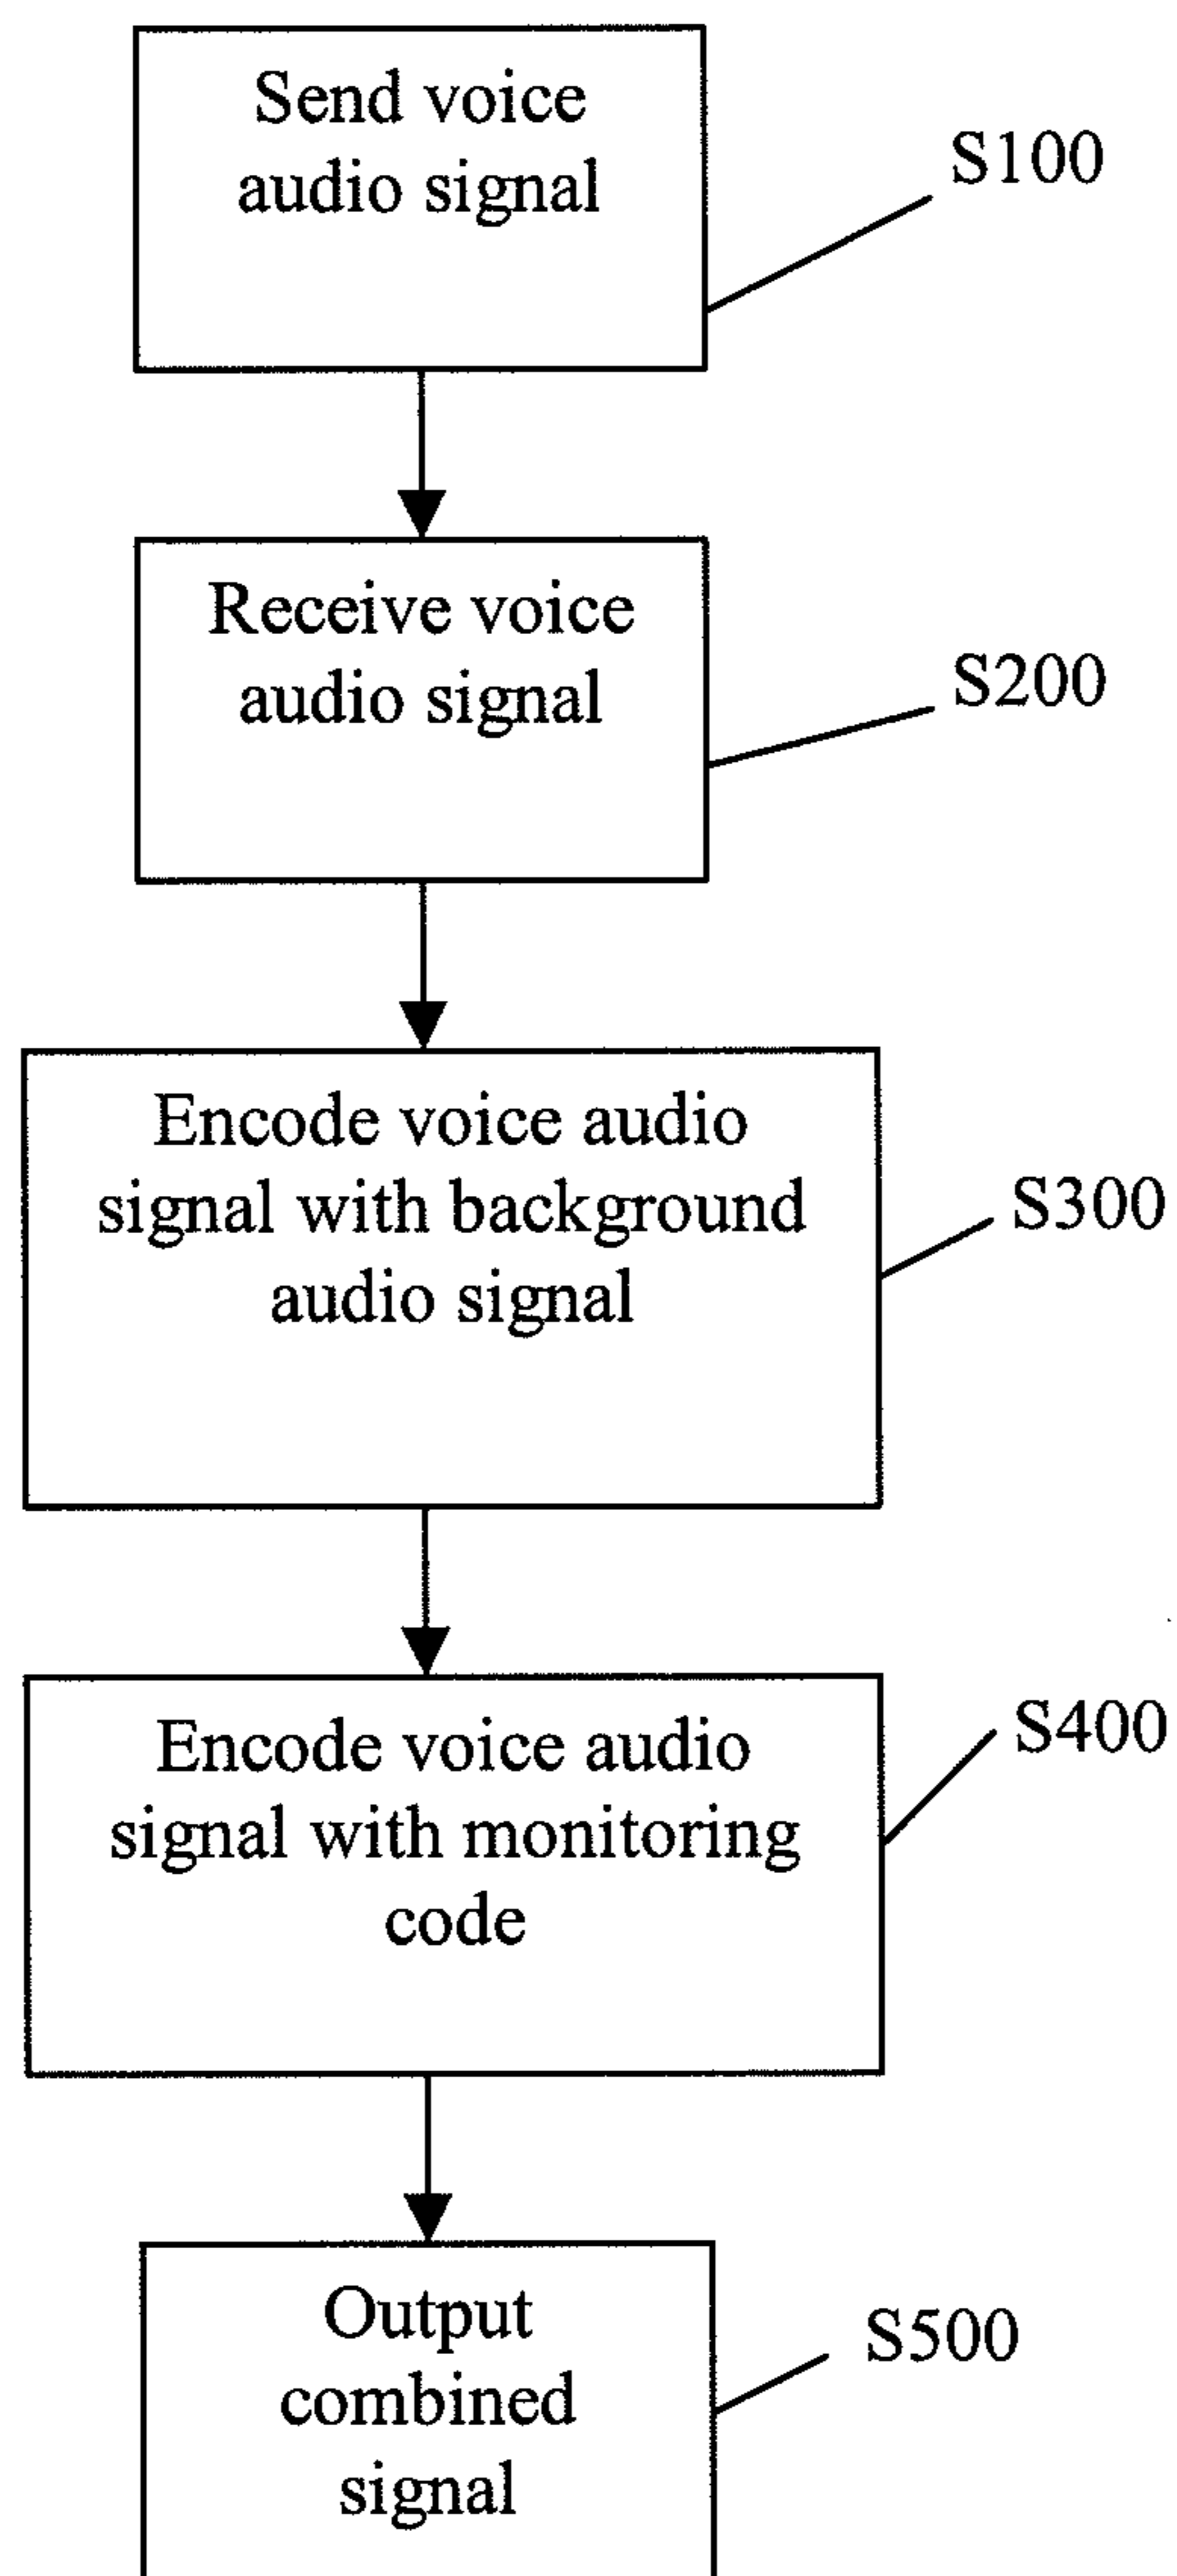 Send voice
audio signal
S100
Receive voice
audio signal
S200
Encode voice audio
signal with background
audio signal
S300
Encode voice audio
signal with monitoring
code
S400
Output
combined
signal
S500